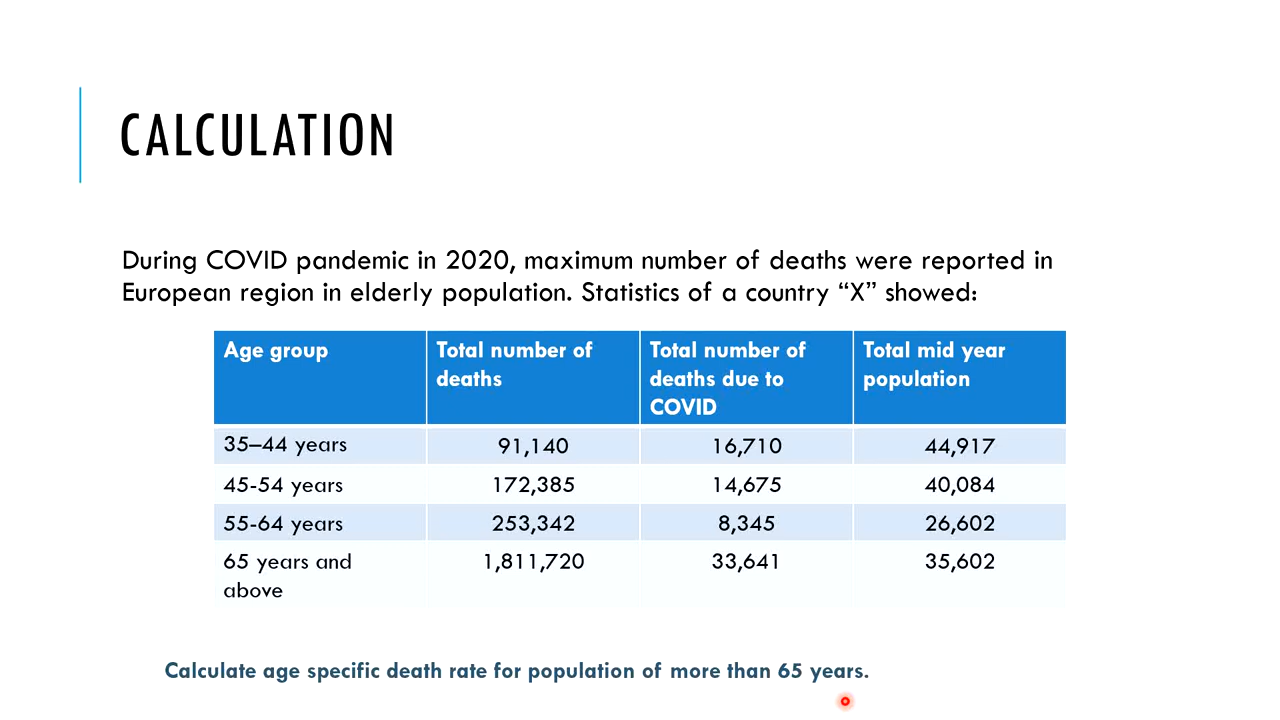 CALCULATION
During COVID pandemic in 2020, maximum number of deaths were reported in
European region in elderly population. Statistics of a country “X” showed:
Age group Total number of deaths Total number of deaths due to COVID Total mid year population
35–44 years 91,140 16,710 44,917
45-54 years 172,385 14,675 40,084
55-64 years 253,342 8,345 26,602
65 years and above 1,811,720 33,641 35,602
Calculate age specific death rate for population of more than 65 years.